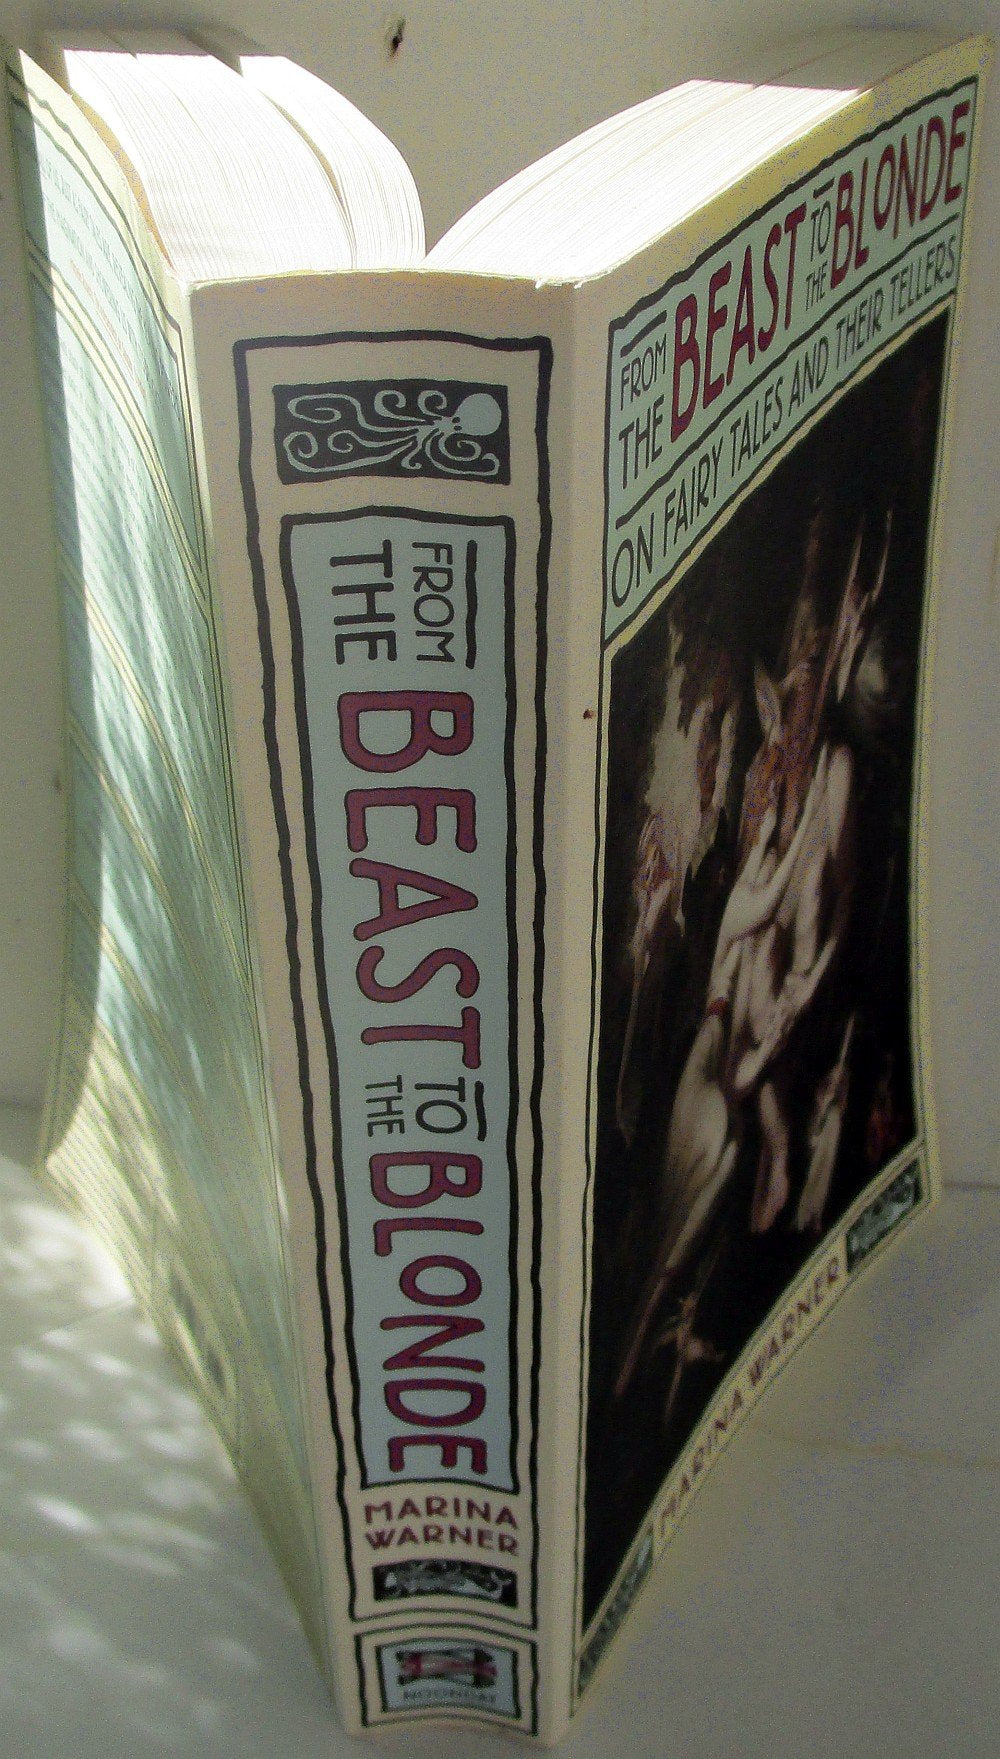 FROM
THE BEAST TO
THE BLONDE
MARINA
WARNER
NOONDAY
FROM
THE BEAST TO
THE BLONDE
ON FAIRY TALES AND THEIR TELLERS
MARINA WARNER